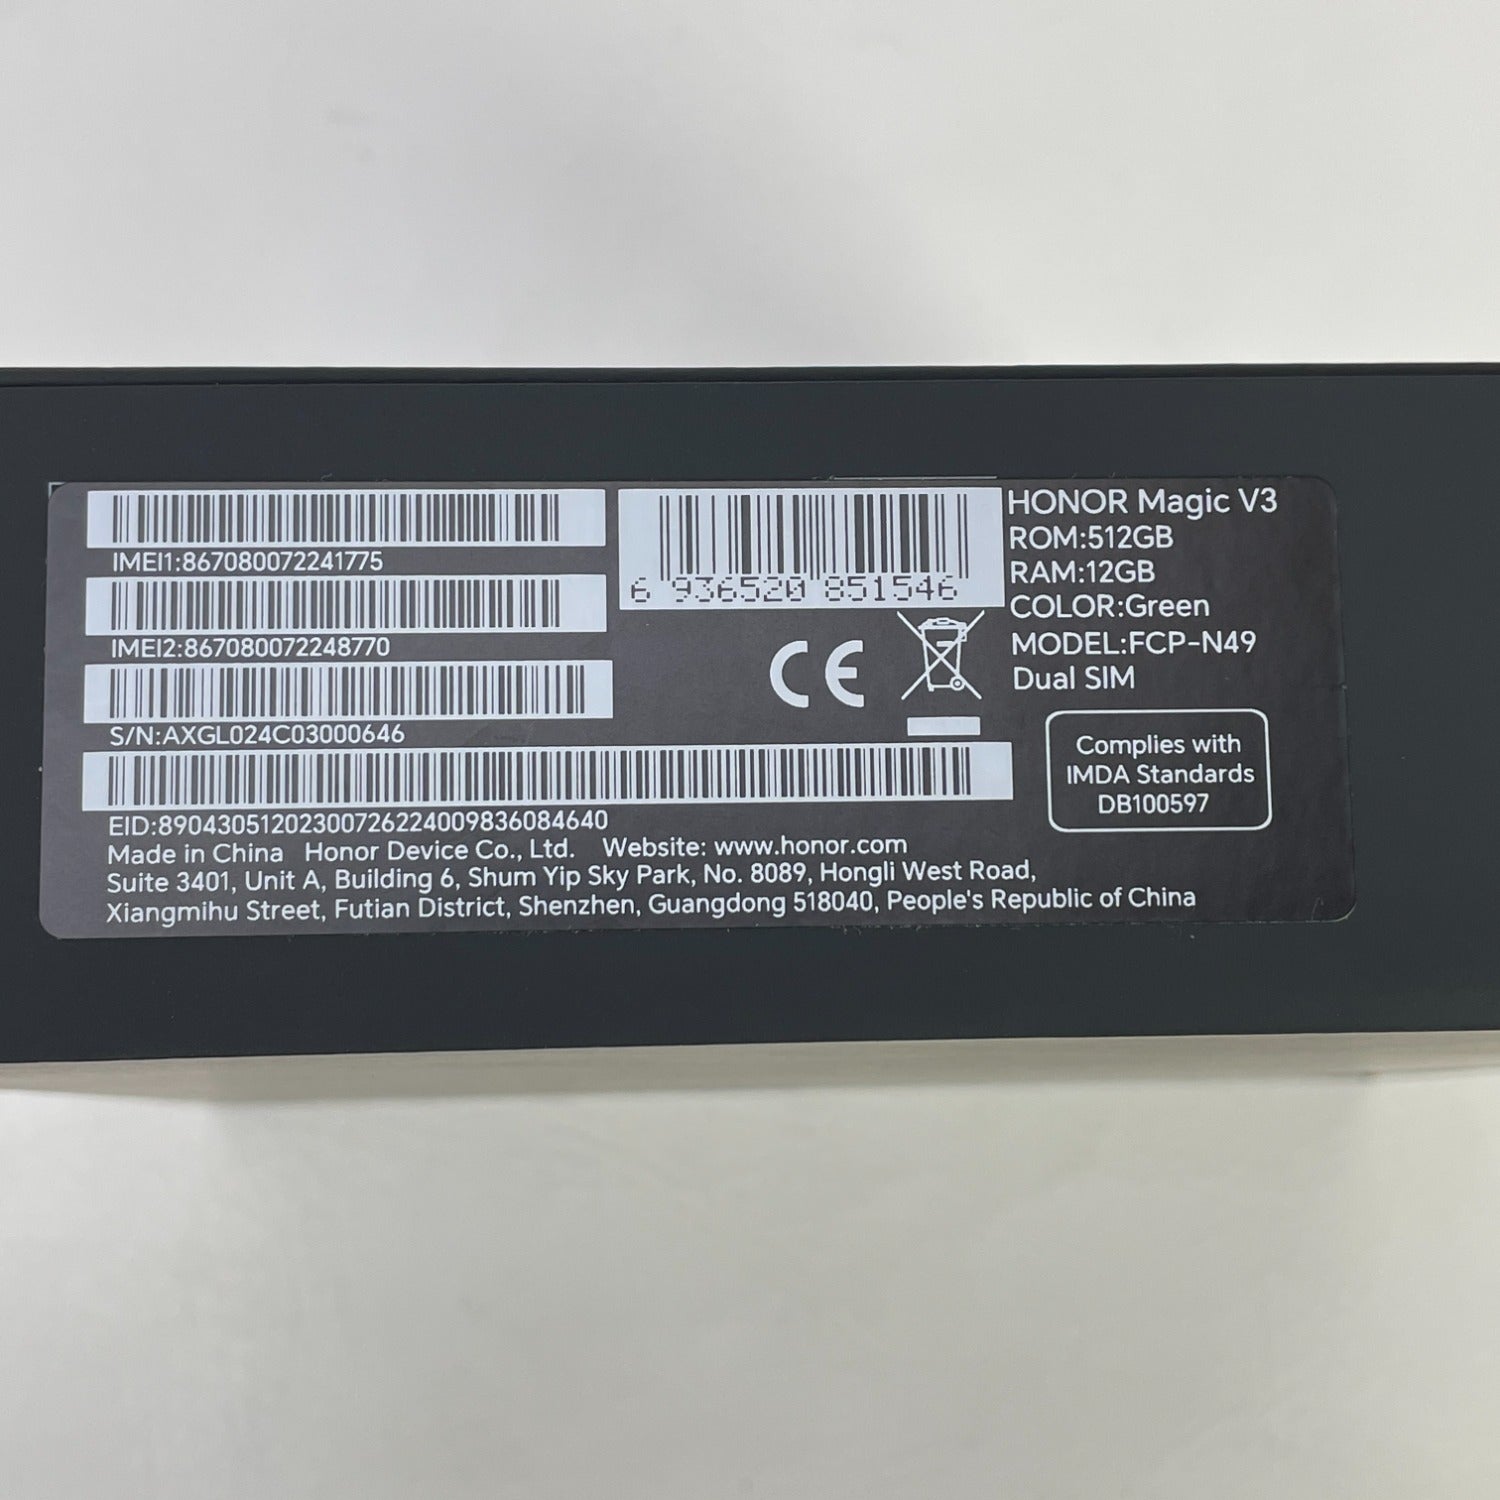 IMEI1:867080072241775
IMEI2:867080072248770
S/N:AXGL024C03000646
EID:89043051202300726224009836084640
6 936520 851546
CE
HONOR Magic V3
ROM:512GB
RAM:12GB
COLOR:Green
MODEL:FCP-N49
Dual SIM
Complies with
IMDA Standards
DB100597
Made in China Honor Device Co., Ltd. Website: www.honor.com
Suite 3401, Unit A, Building 6, Shum Yip Sky Park, No. 8089, Hongli West Road,
Xiangmihu Street, Futian District, Shenzhen, Guangdong 518040, People's Republic of China